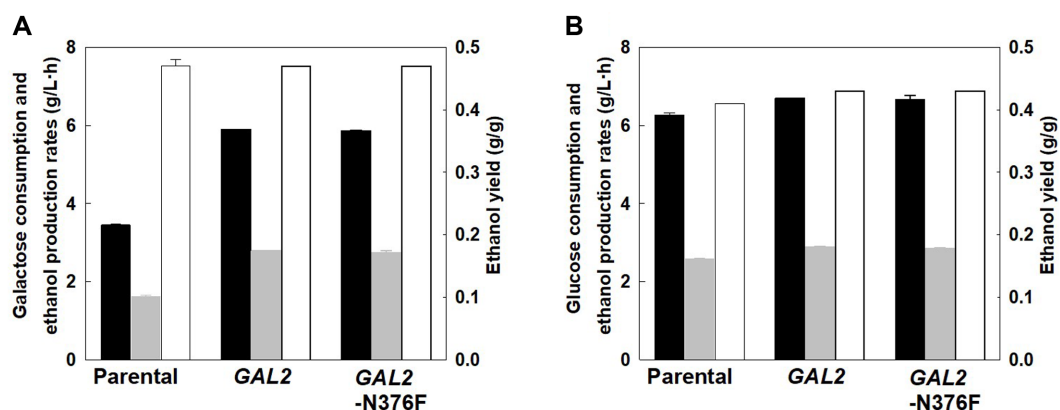 A
Galactose consumption and
ethanol production rates (g/L·h)
8
6
4
2
0
0.5
0.4
0.3
0.2
0.1
0.0
Ethanol yield (g/g)
Parental
GAL2
GAL2
-N376F
B
Glucose consumption and
ethanol production rates (g/L·h)
8
6
4
2
0
0.5
0.4
0.3
0.2
0.1
0.0
Ethanol yield (g/g)
Parental
GAL2
GAL2
-N376F